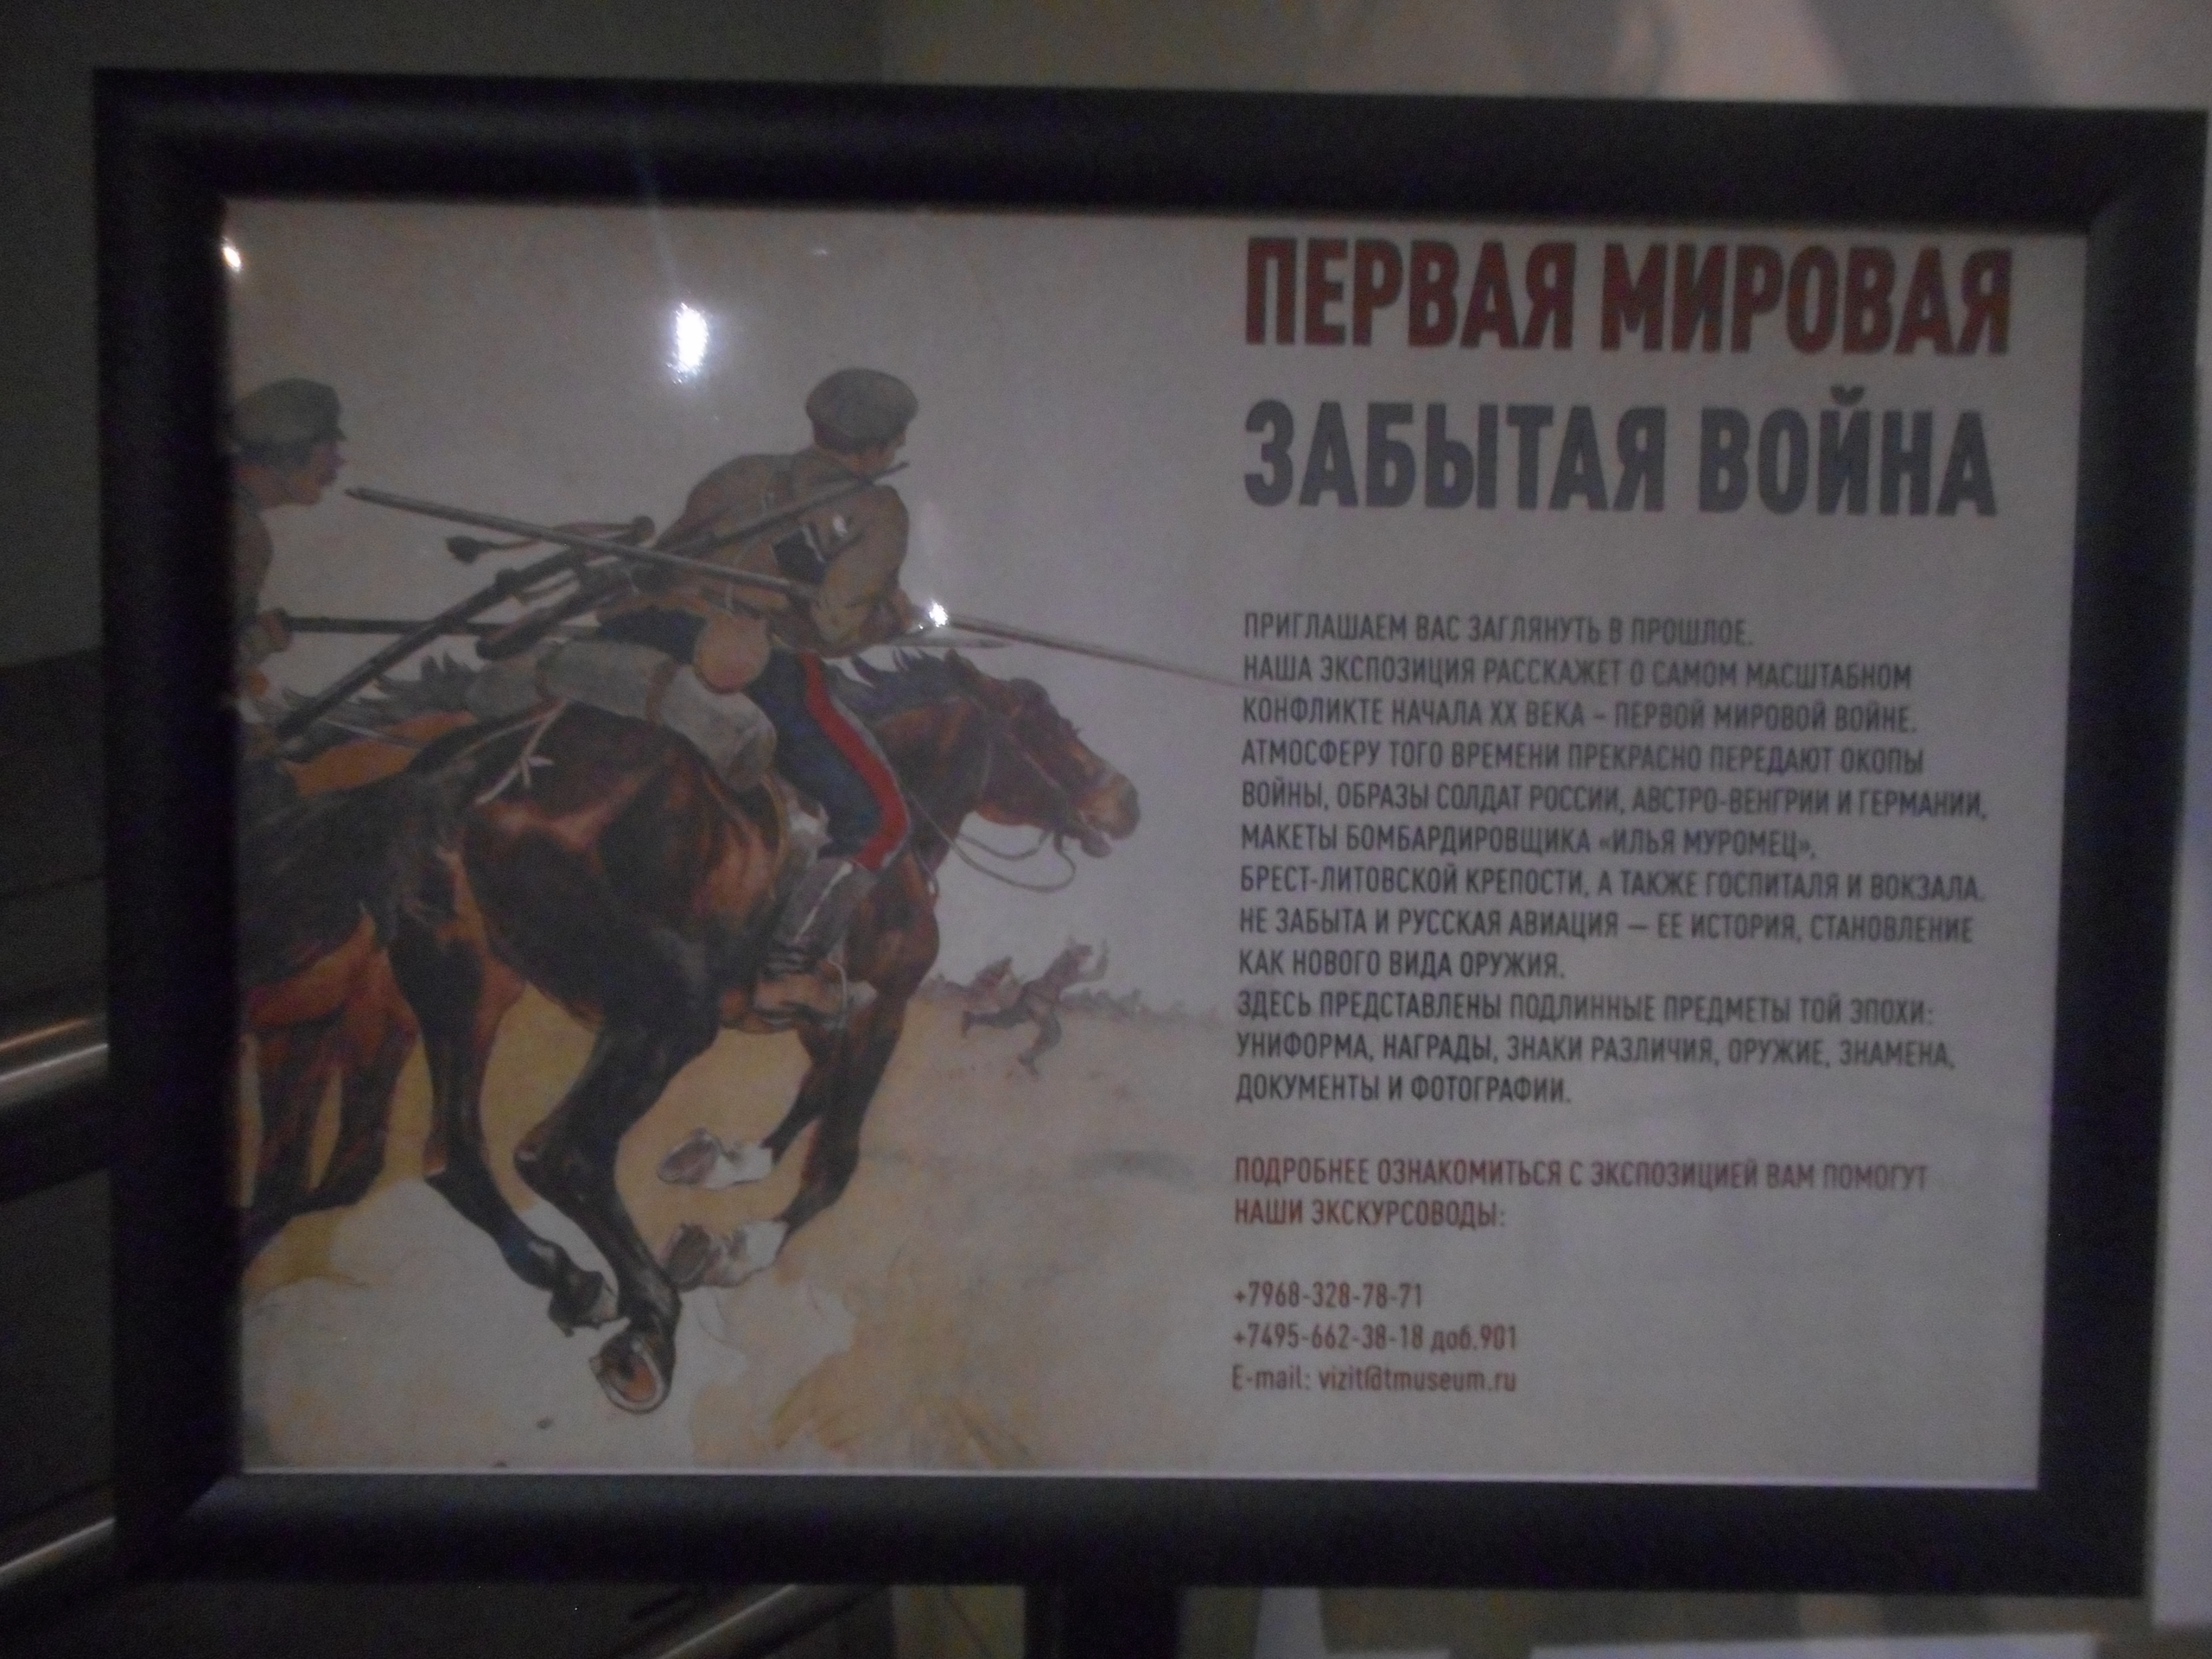 ПЕРВАЯ МИРОВАЯ
ЗАБЫТАЯ ВОЙНА
ПРИГЛАШАЕМ ВАС ЗАГЛЯНУТЬ В ПРОШЛОЕ.
НАША ЭКСПОЗИЦИЯ РАССКАЖЕТ О САМОМ МАСШТАБНОМ
КОНФЛИКТЕ НАЧАЛА XX ВЕКА – ПЕРВОЙ МИРОВОЙ ВОЙНЕ.
АТМОСФЕРУ ТОГО ВРЕМЕНИ ПРЕКРАСНО ПЕРЕДАЮТ ОКОПЫ
ВОЙНЫ, ОБРАЗЫ СОЛДАТ РОССИИ, АВСТРО-ВЕНГРИИ И ГЕРМАНИИ,
МАКЕТЫ БОМБАРДИРОВЩИКА «ИЛЬЯ МУРОМЕЦ»,
БРЕСТ-ЛИТОВСКОЙ КРЕПОСТИ, А ТАКЖЕ ГОСПИТАЛЯ И ВОКЗАЛА.
НЕ ЗАБЫТА И РУССКАЯ АВИАЦИЯ — ЕЕ ИСТОРИЯ, СТАНОВЛЕНИЕ
КАК НОВОГО ВИДА ОРУЖИЯ.
ЗДЕСЬ ПРЕДСТАВЛЕНЫ ПОДЛИННЫЕ ПРЕДМЕТЫ ТОЙ ЭПОХИ:
УНИФОРМА, НАГРАДЫ, ЗНАКИ РАЗЛИЧИЯ, ОРУЖИЕ, ЗНАМЕНА,
ДОКУМЕНТЫ И ФОТОГРАФИИ.
ПОДРОБНЕЕ ОЗНАКОМИТЬСЯ С ЭКСПОЗИЦИЕЙ ВАМ ПОМОГУТ
НАШИ ЭКСКУРСОВОДЫ:
+7968-328-78-71
+7495-662-38-18 доб.901
E-mail: vizit@tmuseum.ru